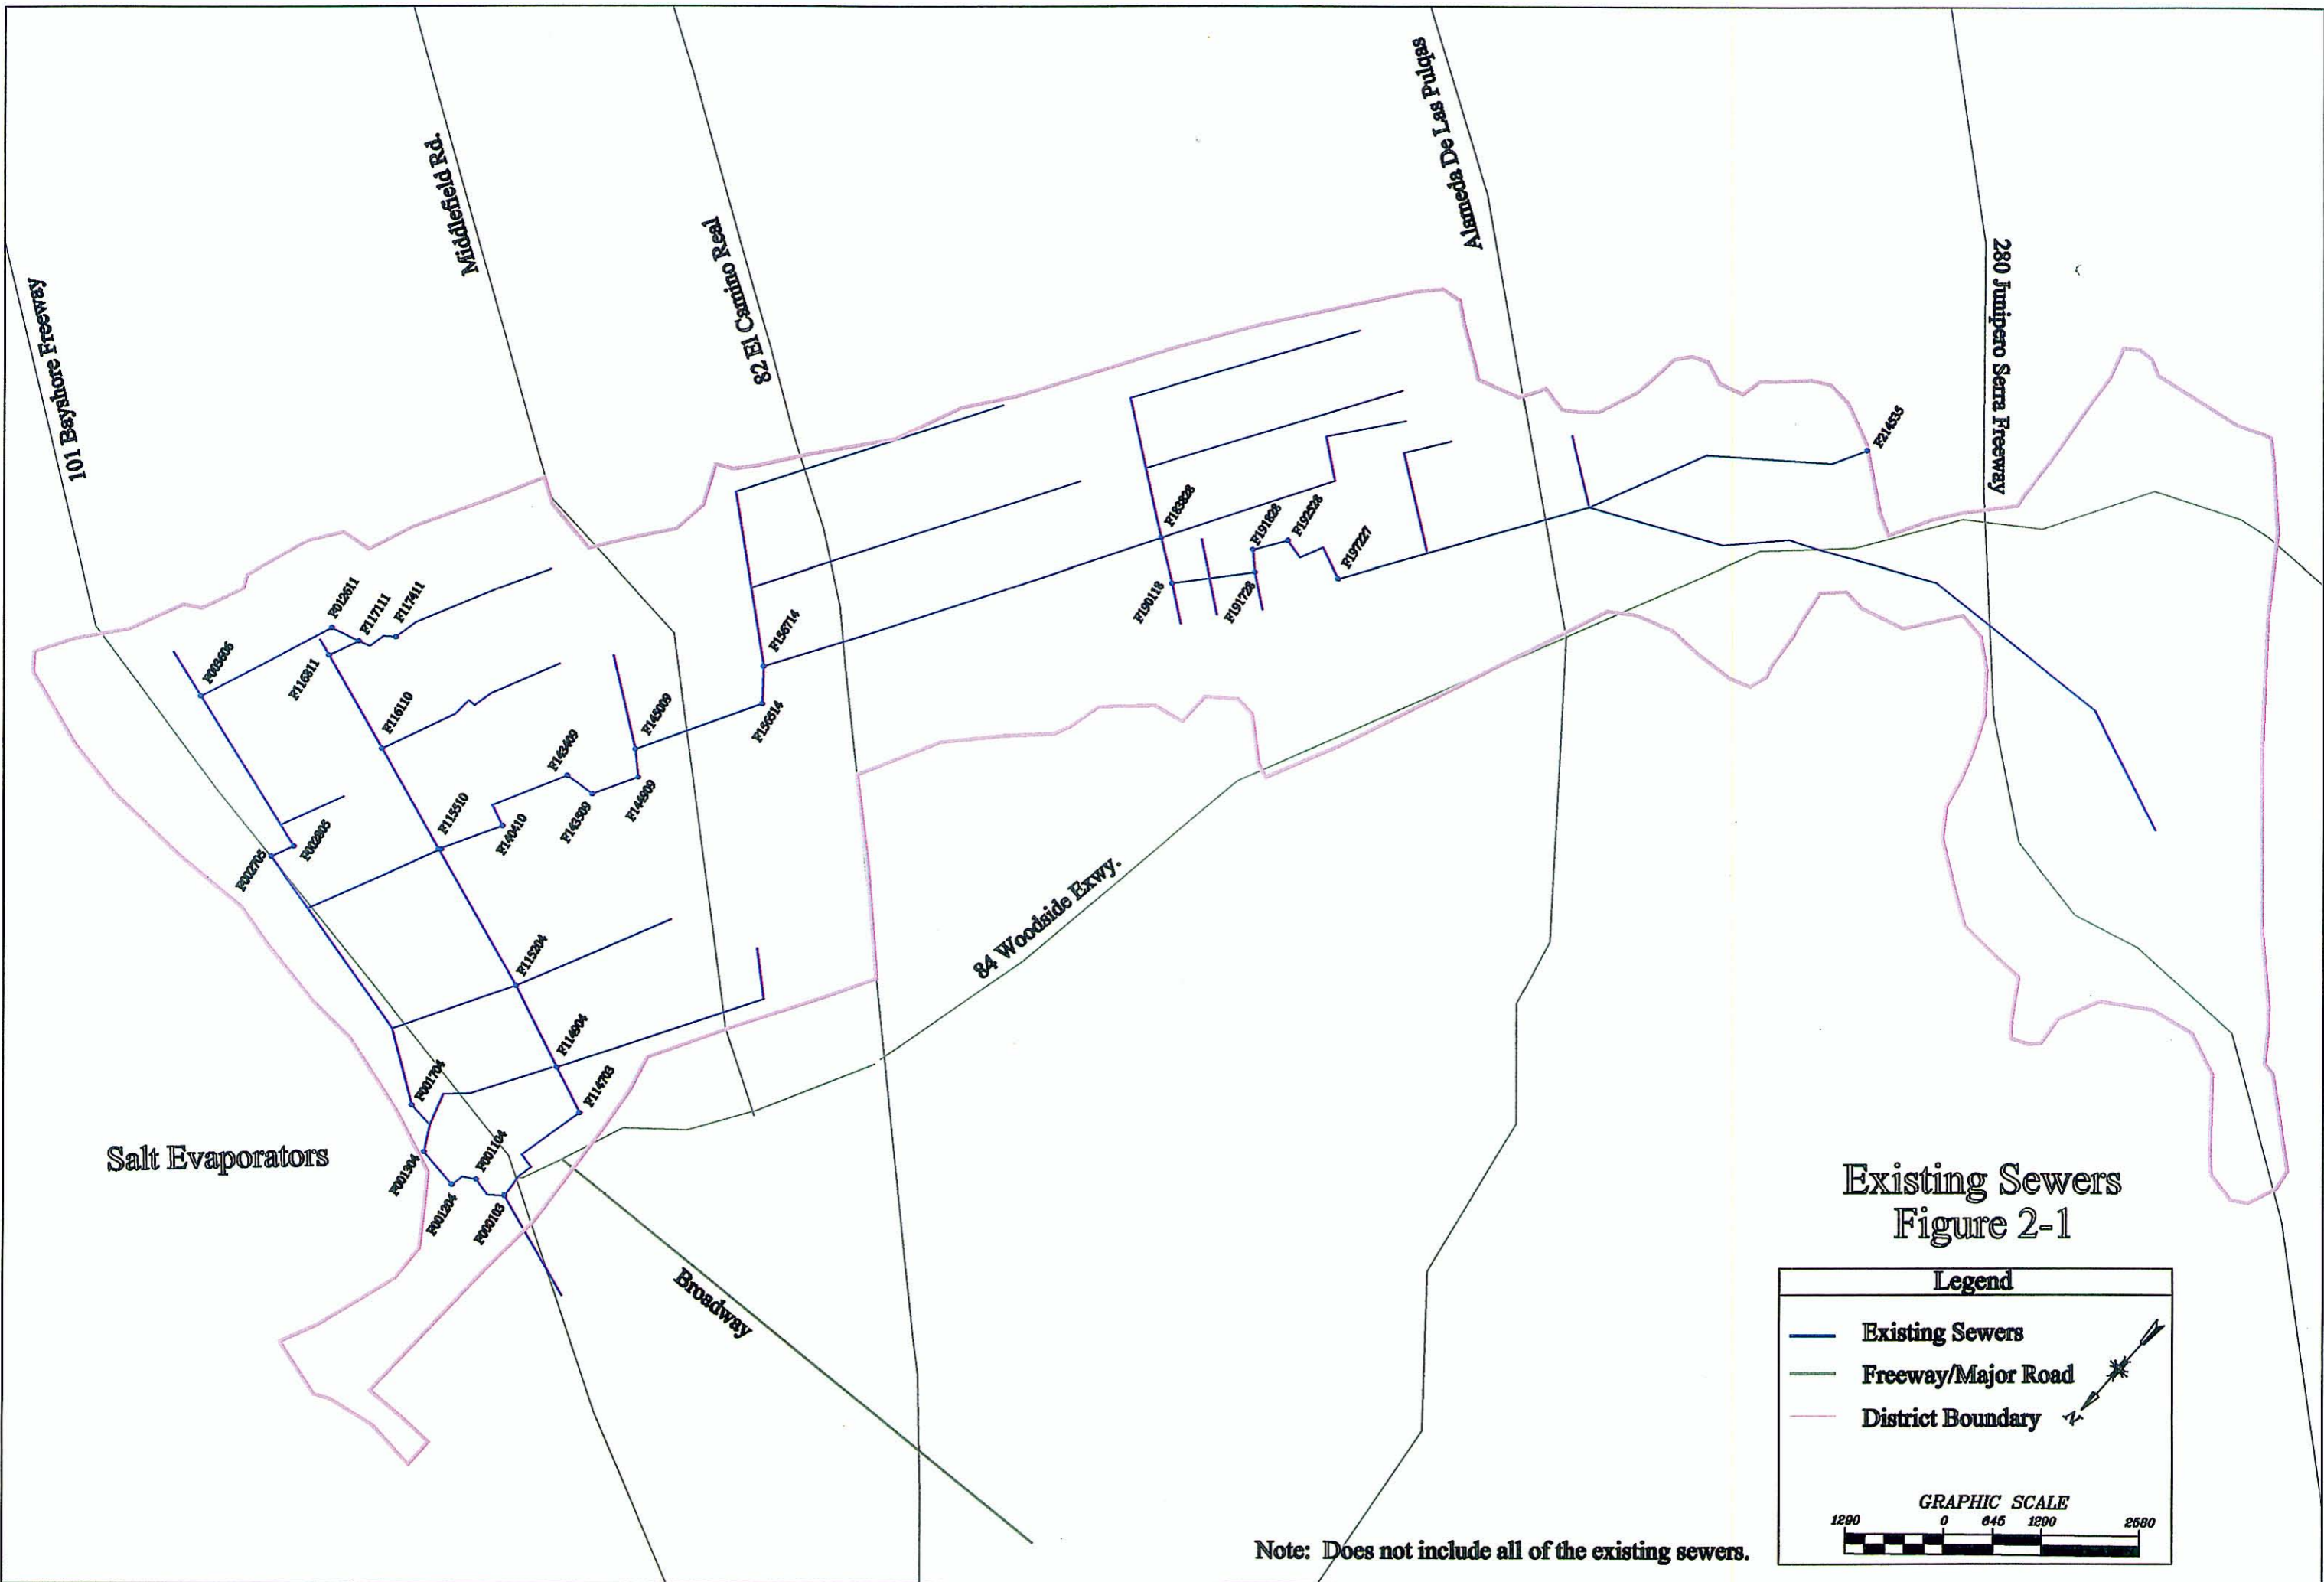 101 Bayshore Freeway
Middlefield Rd.
82 El Camino Real
Alameda De Las Pulqas
280 Junipero Serra Freeway
F214535
F183828
F191828
F192528
F197227
F190118
F191728
F012611
F117111
F117411
F003606
F116811
F156714
F116110
F145009
F156514
F143409
F115510
F140410
F143509
F144909
F002805
F002705
F115204
84 Woodside Exwy.
F114904
F001704
F114703
Salt Evaporators
F001104
F001304
F001204
F000103
Broadway
Existing Sewers
Figure 2-1
Legend
Existing Sewers
Freeway/Major Road
District Boundary
N
GRAPHIC SCALE
1290 0 645 1290 2580
Note: Does not include all of the existing sewers.